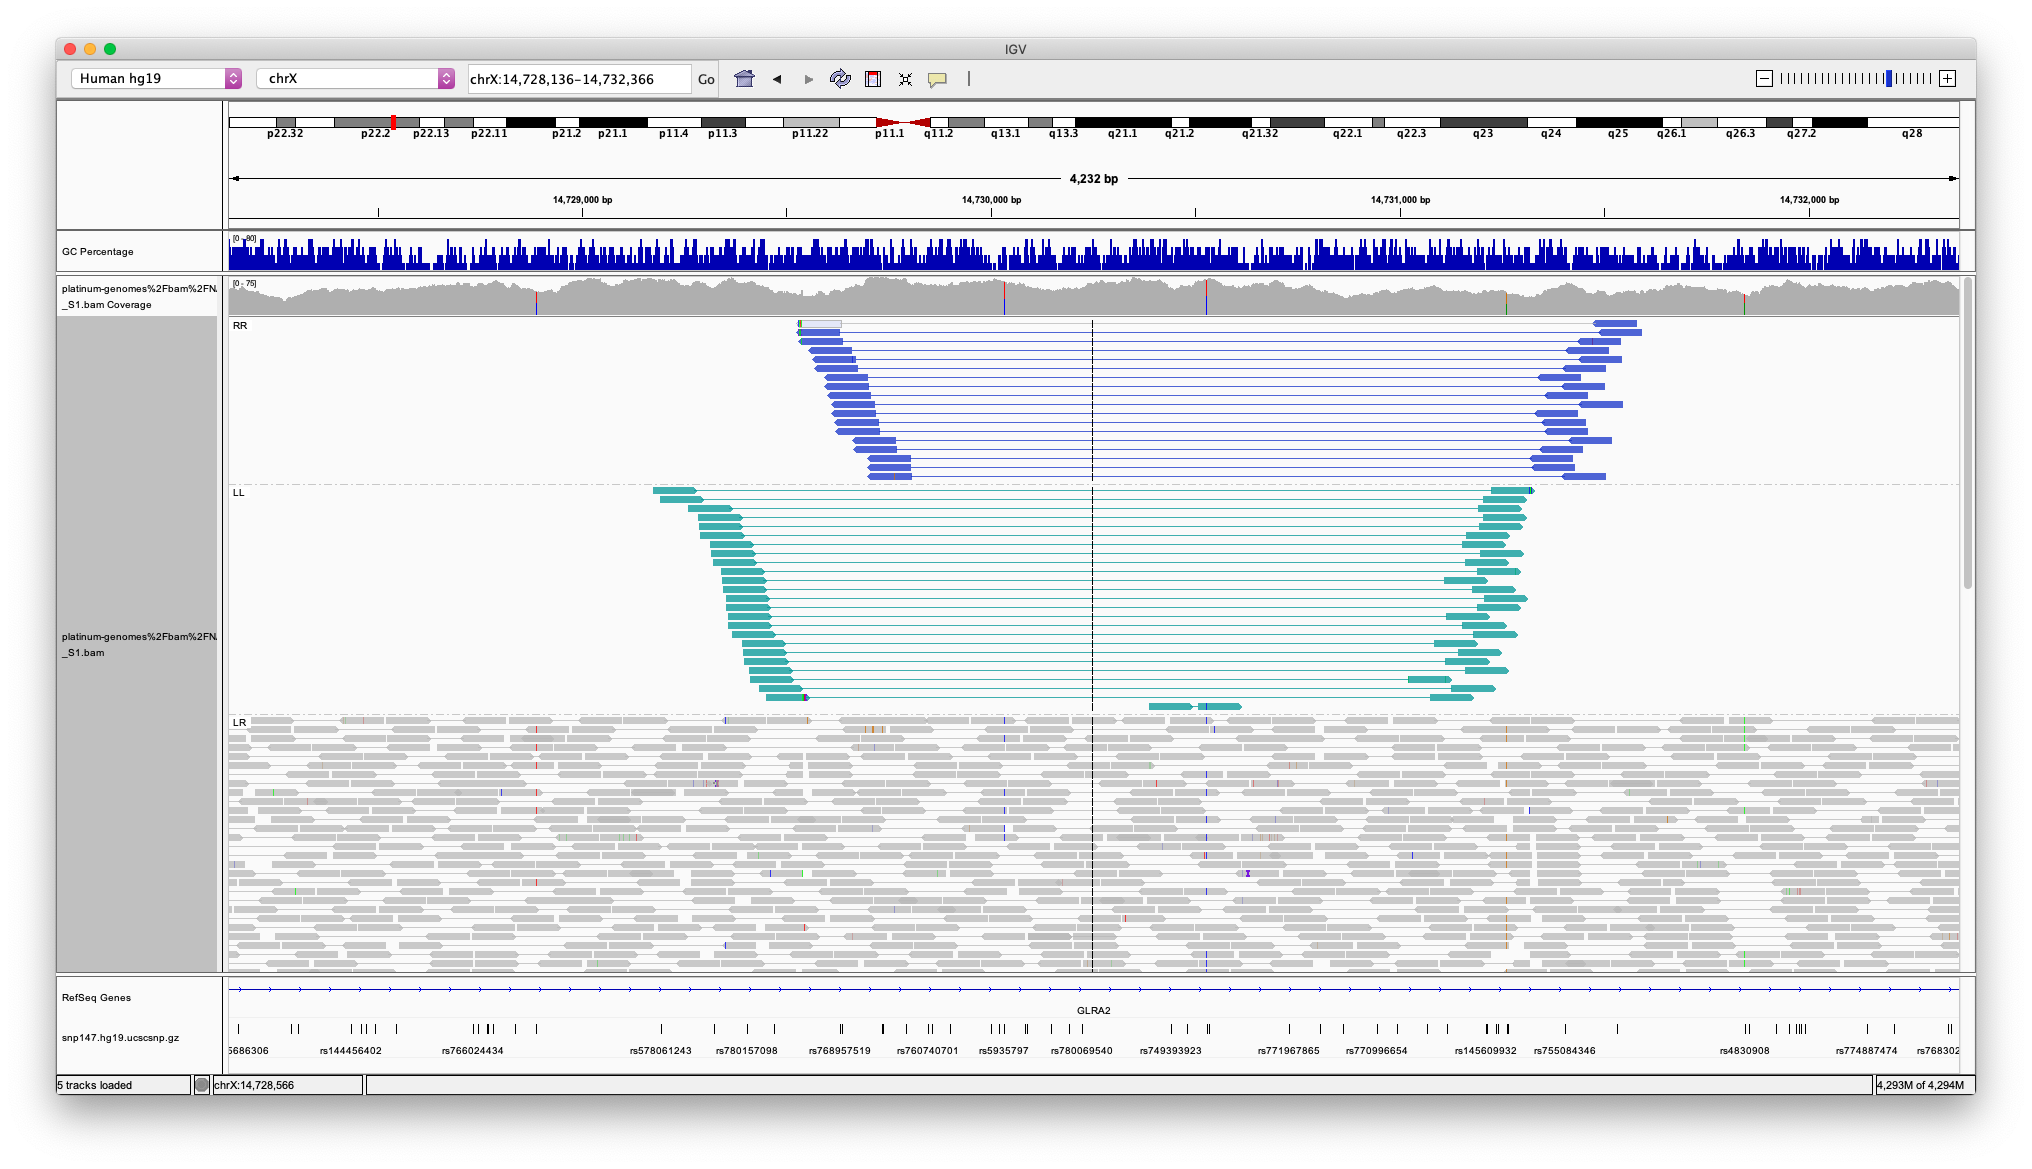 IGV
Human hg19 chrX chrX:14,728,136-14,732,366 Go
p22.32 p22.2 p22.13 p22.11 p21.2 p21.1 p11.4 p11.3 p11.22 p11.1 q11.2 q13.1 q13.3 q21.1 q21.2 q21.32 q22.1 q22.3 q23 q24 q25 q26.1 q26.3 q27.2 q28
4,232 bp
14,729,000 bp 14,730,000 bp 14,731,000 bp 14,732,000 bp
[0 - 90]
GC Percentage
[0 - 75]
platinum-genomes%2Fbam%2FN
_S1.bam Coverage
RR
LL
platinum-genomes%2Fbam%2FN
_S1.bam
LR
RefSeq Genes
GLRA2
snp147.hg19.ucscsnp.gz
5686306 rs144456402 rs766024434 rs578061243 rs780157098 rs768957519 rs760740701 rs5935797 rs780069540 rs749393923 rs771967865 rs770996654 rs145609932 rs755084346 rs4830908 rs774887474 rs768302
5 tracks loaded chrX:14,728,566 4,293M of 4,294M